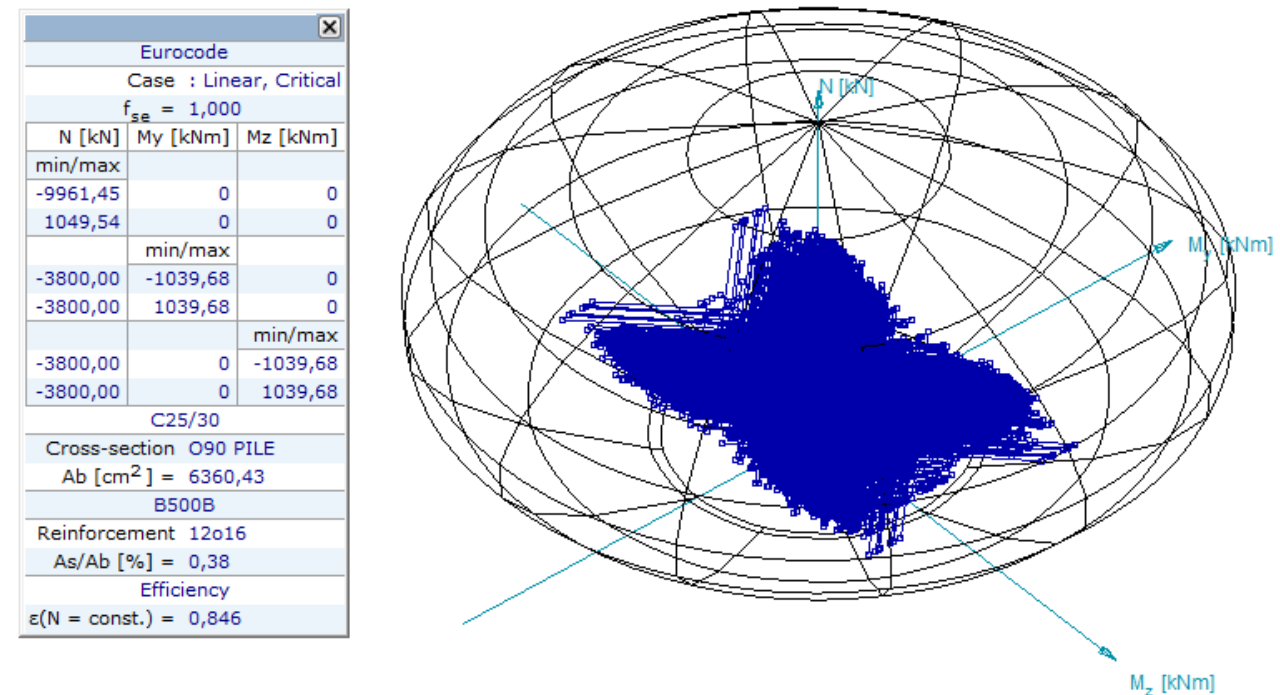 Eurocode
Case : Linear, Critical
fse = 1,000
N [kN] My [kNm] Mz [kNm]
min/max
-9961,45 0 0
1049,54 0 0
min/max
-3800,00 -1039,68 0
-3800,00 1039,68 0
min/max
-3800,00 0 -1039,68
-3800,00 0 1039,68
C25/30
Cross-section O90 PILE
Ab [cm2] = 6360,43
B500B
Reinforcement 12o16
As/Ab [%] = 0,38
Efficiency
ε(N = const.) = 0,846
N [kN]
My [kNm]
Mz [kNm]